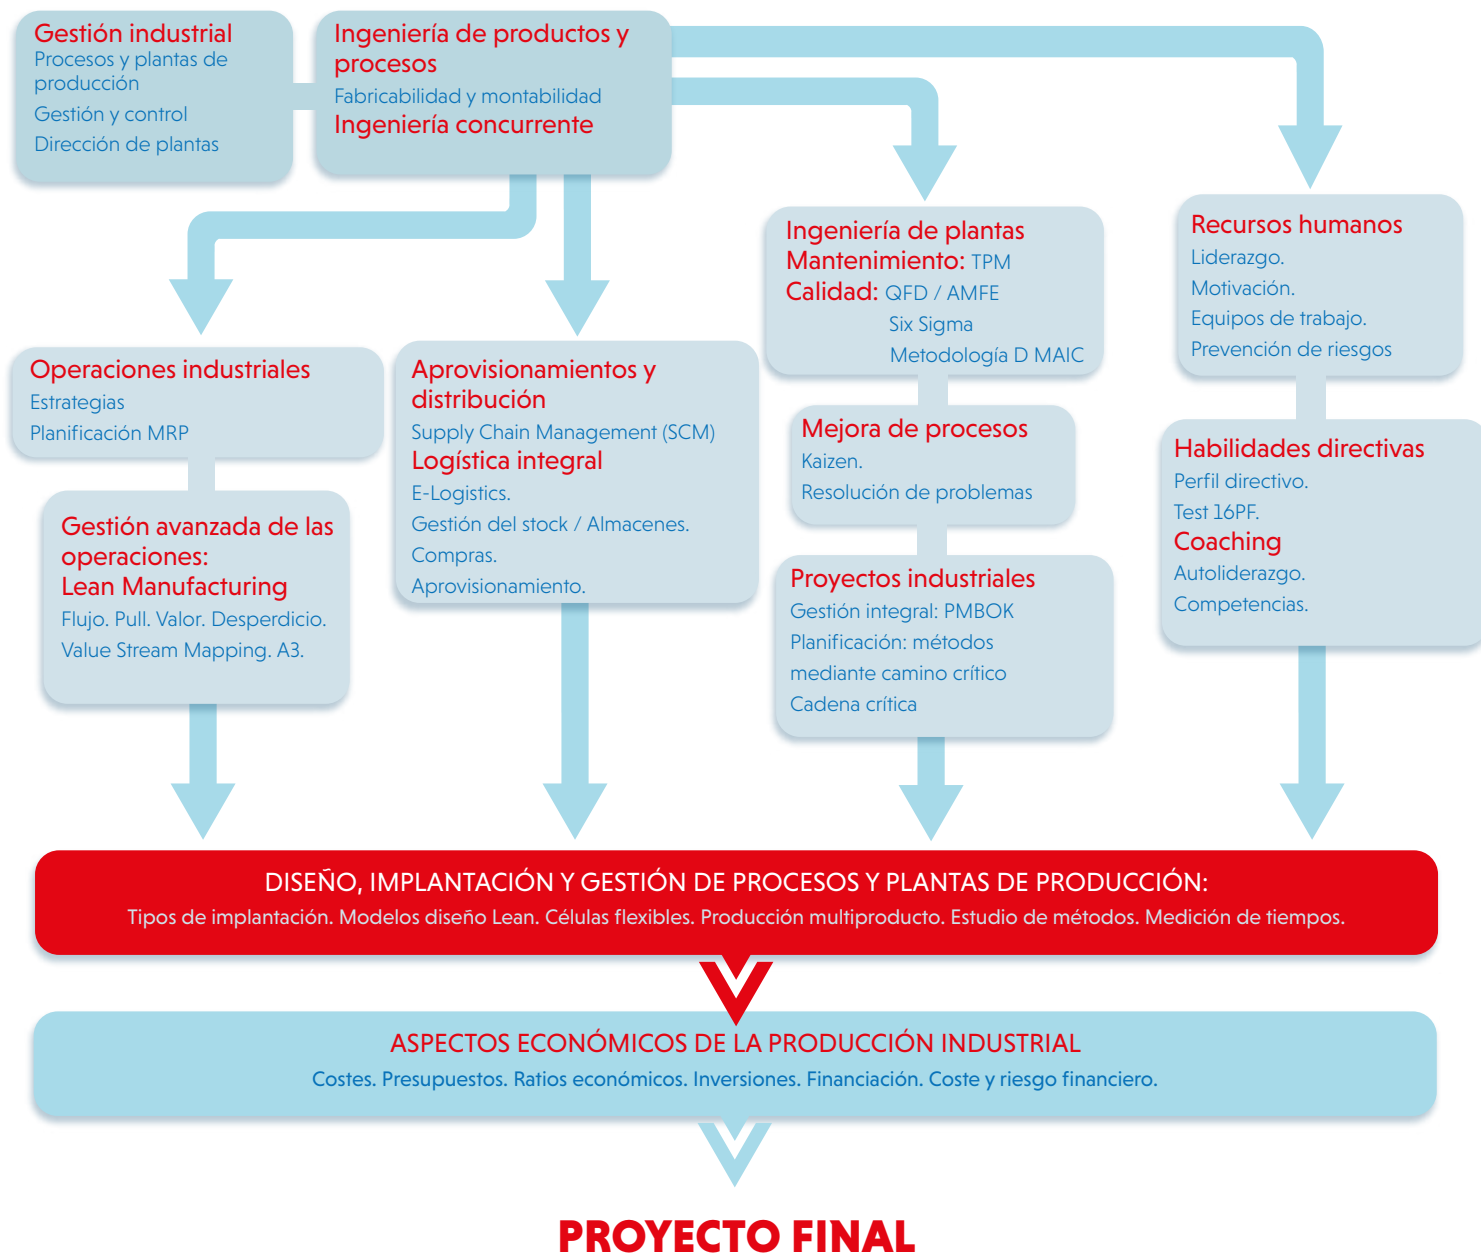 Gestión industrial
Procesos y plantas de
producción
Gestión y control
Dirección de plantas
Ingeniería de productos y
procesos
Fabricabilidad y montabilidad
Ingeniería concurrente
Operaciones industriales
Estrategias
Planificación MRP
Gestión avanzada de las
operaciones:
Lean Manufacturing
Flujo. Pull. Valor. Desperdicio.
Value Stream Mapping. A3.
Aprovisionamientos y
distribución
Supply Chain Management (SCM)
Logística integral
E-Logistics.
Gestión del stock / Almacenes.
Compras.
Aprovisionamiento.
Ingeniería de plantas
Mantenimiento: TPM
Calidad: QFD / AMFE
Six Sigma
Metodología D MAIC
Mejora de procesos
Kaizen.
Resolución de problemas
Proyectos industriales
Gestión integral: PMBOK
Planificación: métodos
mediante camino crítico
Cadena crítica
Recursos humanos
Liderazgo.
Motivación.
Equipos de trabajo.
Prevención de riesgos
Habilidades directivas
Perfil directivo.
Test 16PF.
Coaching
Autoliderazgo.
Competencias.
DISEÑO, IMPLANTACIÓN Y GESTIÓN DE PROCESOS Y PLANTAS DE PRODUCCIÓN:
Tipos de implantación. Modelos diseño Lean. Células flexibles. Producción multiproducto. Estudio de métodos. Medición de tiempos.
ASPECTOS ECONÓMICOS DE LA PRODUCCIÓN INDUSTRIAL
Costes. Presupuestos. Ratios económicos. Inversiones. Financiación. Coste y riesgo financiero.
PROYECTO FINAL